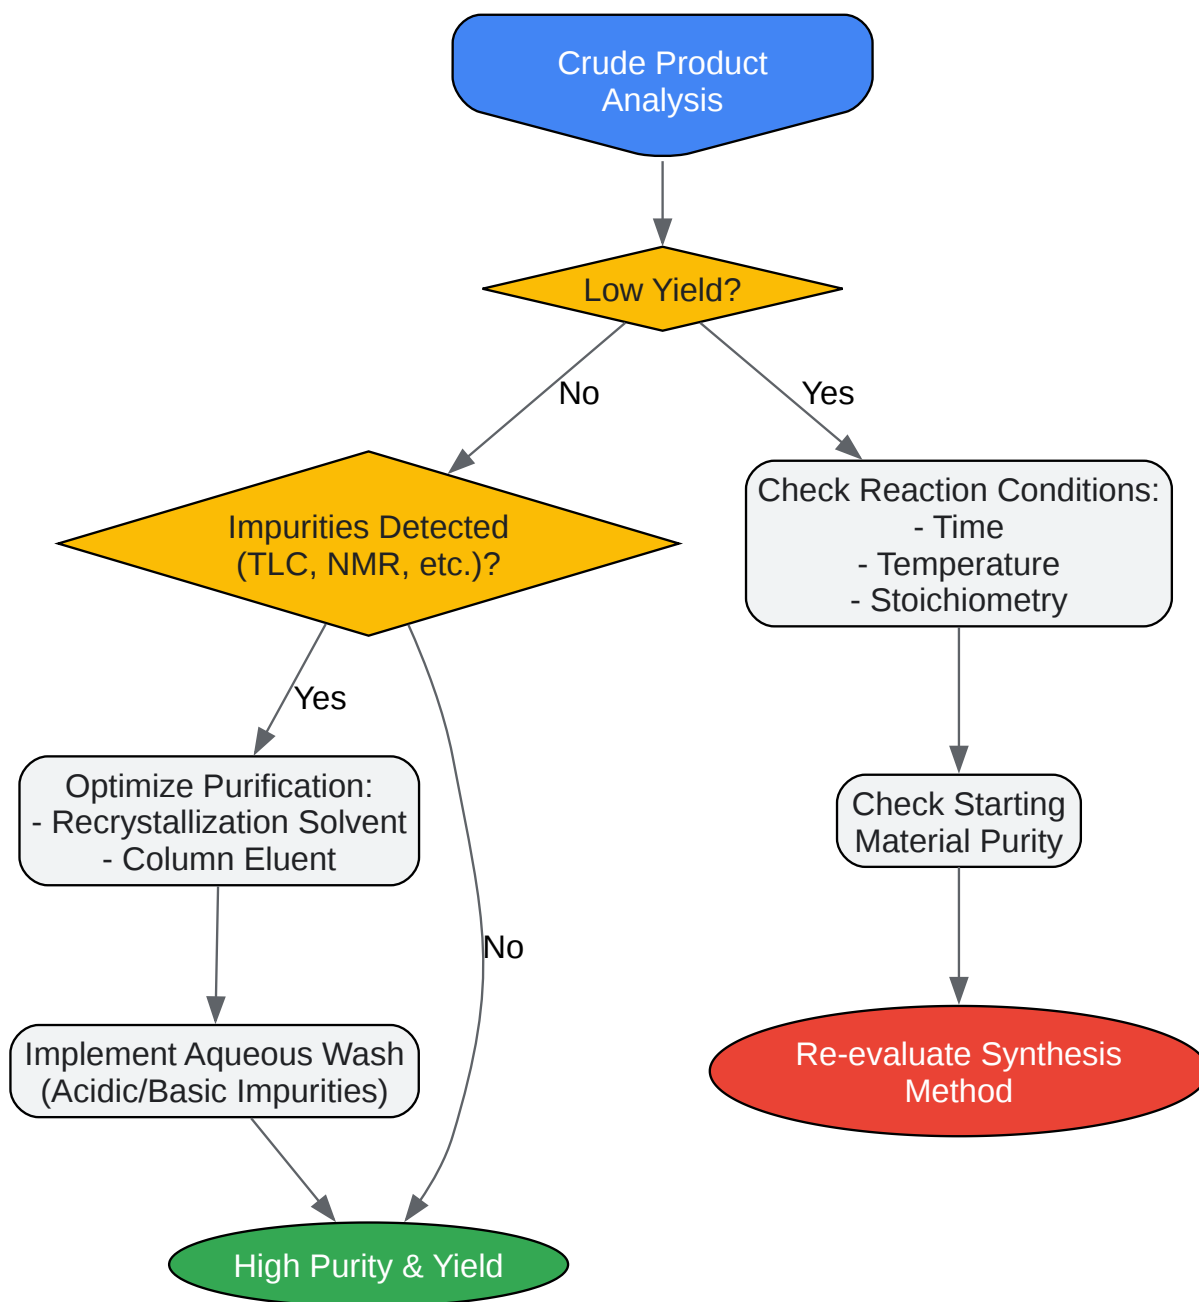 Crude Product
Analysis
Low Yield?
No
Yes
Impurities Detected
(TLC, NMR, etc.)?
Check Reaction Conditions:
- Time
- Temperature
- Stoichiometry
Yes
Optimize Purification:
- Recrystallization Solvent
- Column Eluent
Check Starting
Material Purity
No
Implement Aqueous Wash
(Acidic/Basic Impurities)
Re-evaluate Synthesis
Method
High Purity & Yield